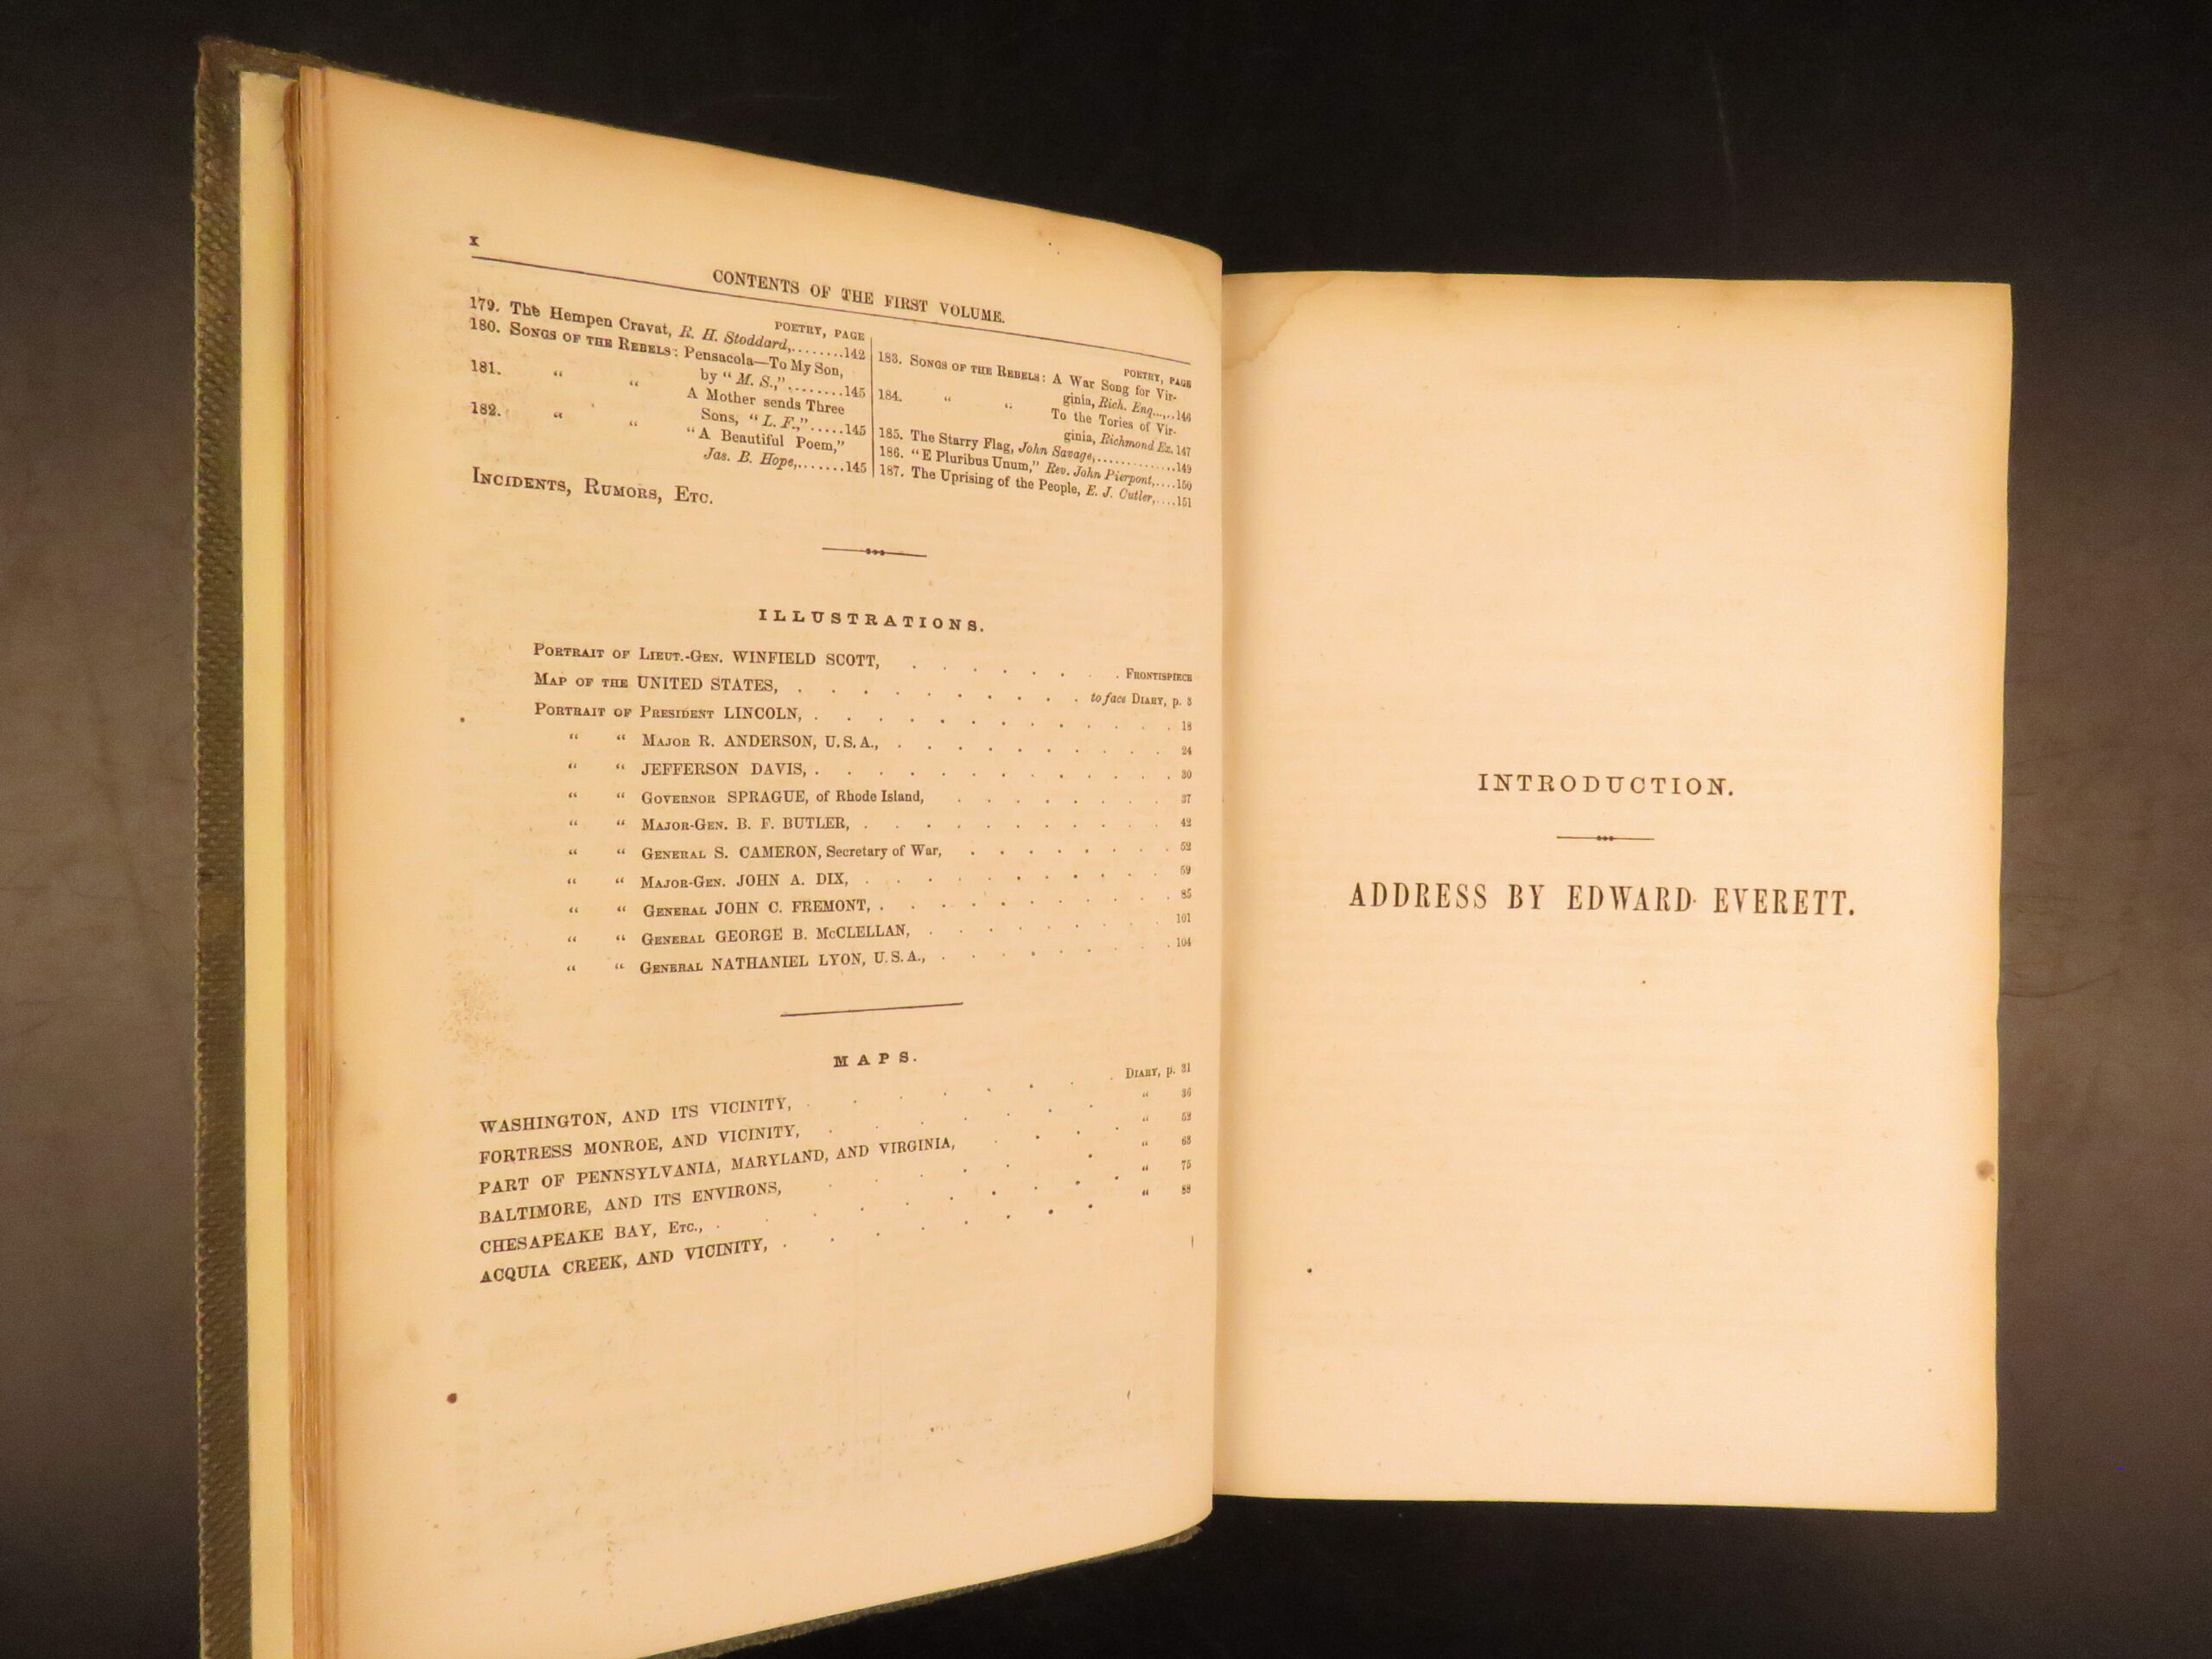 x
CONTENTS OF THE FIRST VOLUME.
POETRY, PAGE
179. The Hempen Cravat, R. H. Stoddard,........142
180. SONGS OF THE REBELS: Pensacola—To My Son,
by “M. S.,”........145
181. “ “ A Mother sends Three
Sons, “L. F.,”.....145
182. “ “ “A Beautiful Poem,”
Jas. B. Hope,.......145
INCIDENTS, RUMORS, ETC.
POETRY, PAGE
183. SONGS OF THE REBELS: A War Song for Vir-
ginia, Rich. Enq.,...146
184. “ “ To the Tories of Vir-
ginia, Richmond Ex. 147
185. The Starry Flag, John Savage,..............149
186. “E Pluribus Unum,” Rev. John Pierpont,....150
187. The Uprising of the People, E. J. Cutler,....151
ILLUSTRATIONS.
PORTRAIT OF LIEUT.-GEN. WINFIELD SCOTT, . . . . . . FRONTISPIECE
MAP OF THE UNITED STATES, . . . . . . . . . . to face DIARY, p. 3
PORTRAIT OF PRESIDENT LINCOLN, . . . . . . . . . . . . 18
“ “ MAJOR R. ANDERSON, U. S. A., . . . . . . . . . . 24
“ “ JEFFERSON DAVIS, . . . . . . . . . . . . 30
“ “ GOVERNOR SPRAGUE, of Rhode Island, . . . . . . . . 37
“ “ MAJOR-GEN. B. F. BUTLER, . . . . . . . . . . . 42
“ “ GENERAL S. CAMERON, Secretary of War, . . . . . . . . 52
“ “ MAJOR-GEN. JOHN A. DIX, . . . . . . . . . . . 59
“ “ GENERAL JOHN C. FREMONT, . . . . . . . . . . . 85
“ “ GENERAL GEORGE B. McCLELLAN, . . . . . . . . . 101
“ “ GENERAL NATHANIEL LYON, U. S. A., . . . . . . . . 104
MAPS.
WASHINGTON, AND ITS VICINITY, . . . . . . . DIARY, p. 31
FORTRESS MONROE, AND VICINITY, . . . . . . . “ 36
PART OF PENNSYLVANIA, MARYLAND, AND VIRGINIA, . . . . “ 52
BALTIMORE, AND ITS ENVIRONS, . . . . . . . “ 63
CHESAPEAKE BAY, ETC., . . . . . . . . . “ 75
ACQUIA CREEK, AND VICINITY, . . . . . . . . “ 88
INTRODUCTION.
ADDRESS BY EDWARD EVERETT.